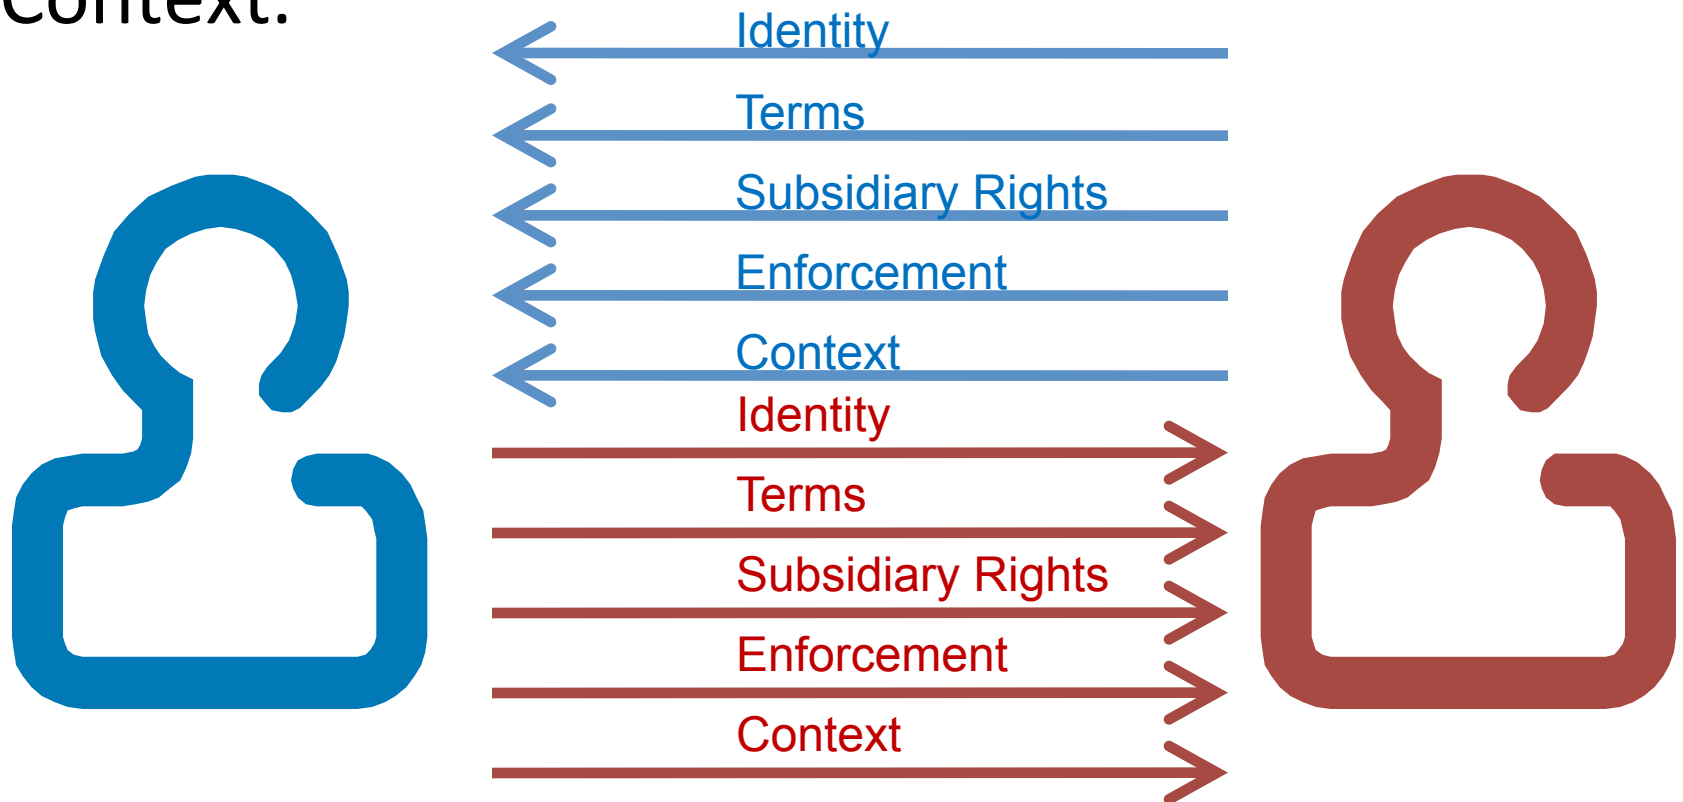 Context.
Identity
Terms
Subsidiary Rights
Enforcement
Context
Identity
Terms
Subsidiary Rights
Enforcement
Context